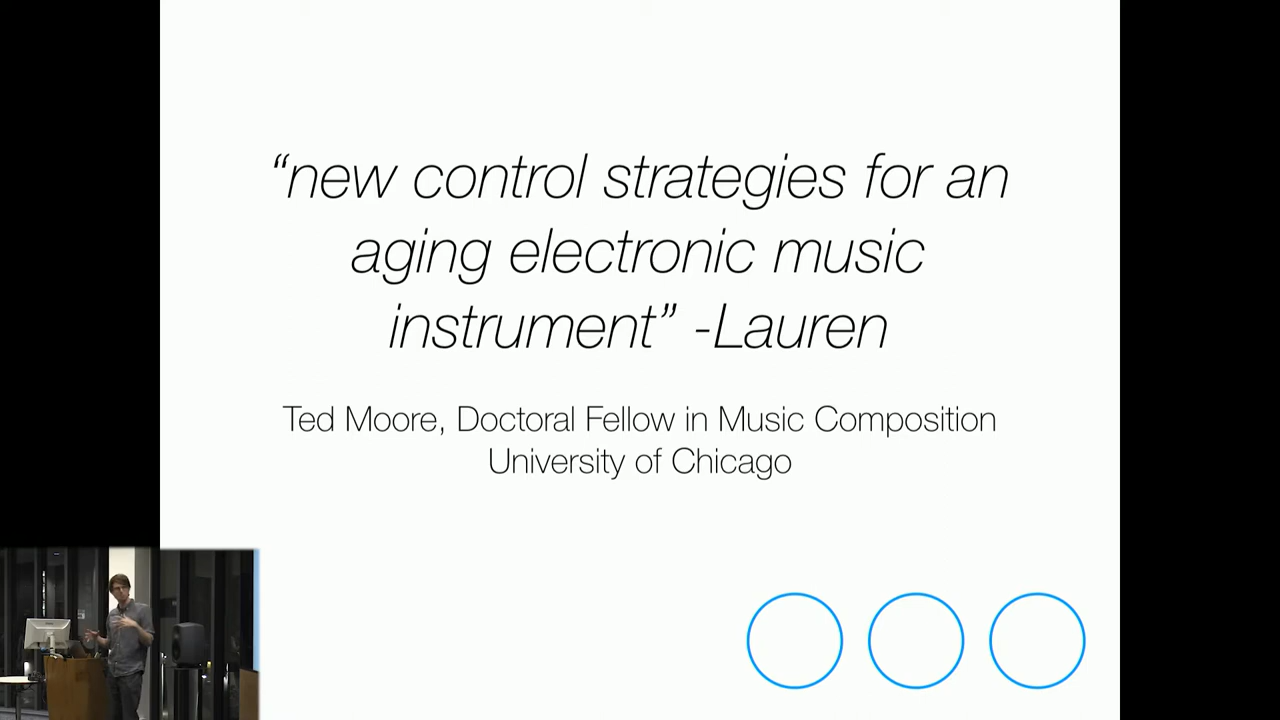 “new control strategies for an
aging electronic music
instrument” -Lauren
Ted Moore, Doctoral Fellow in Music Composition
University of Chicago